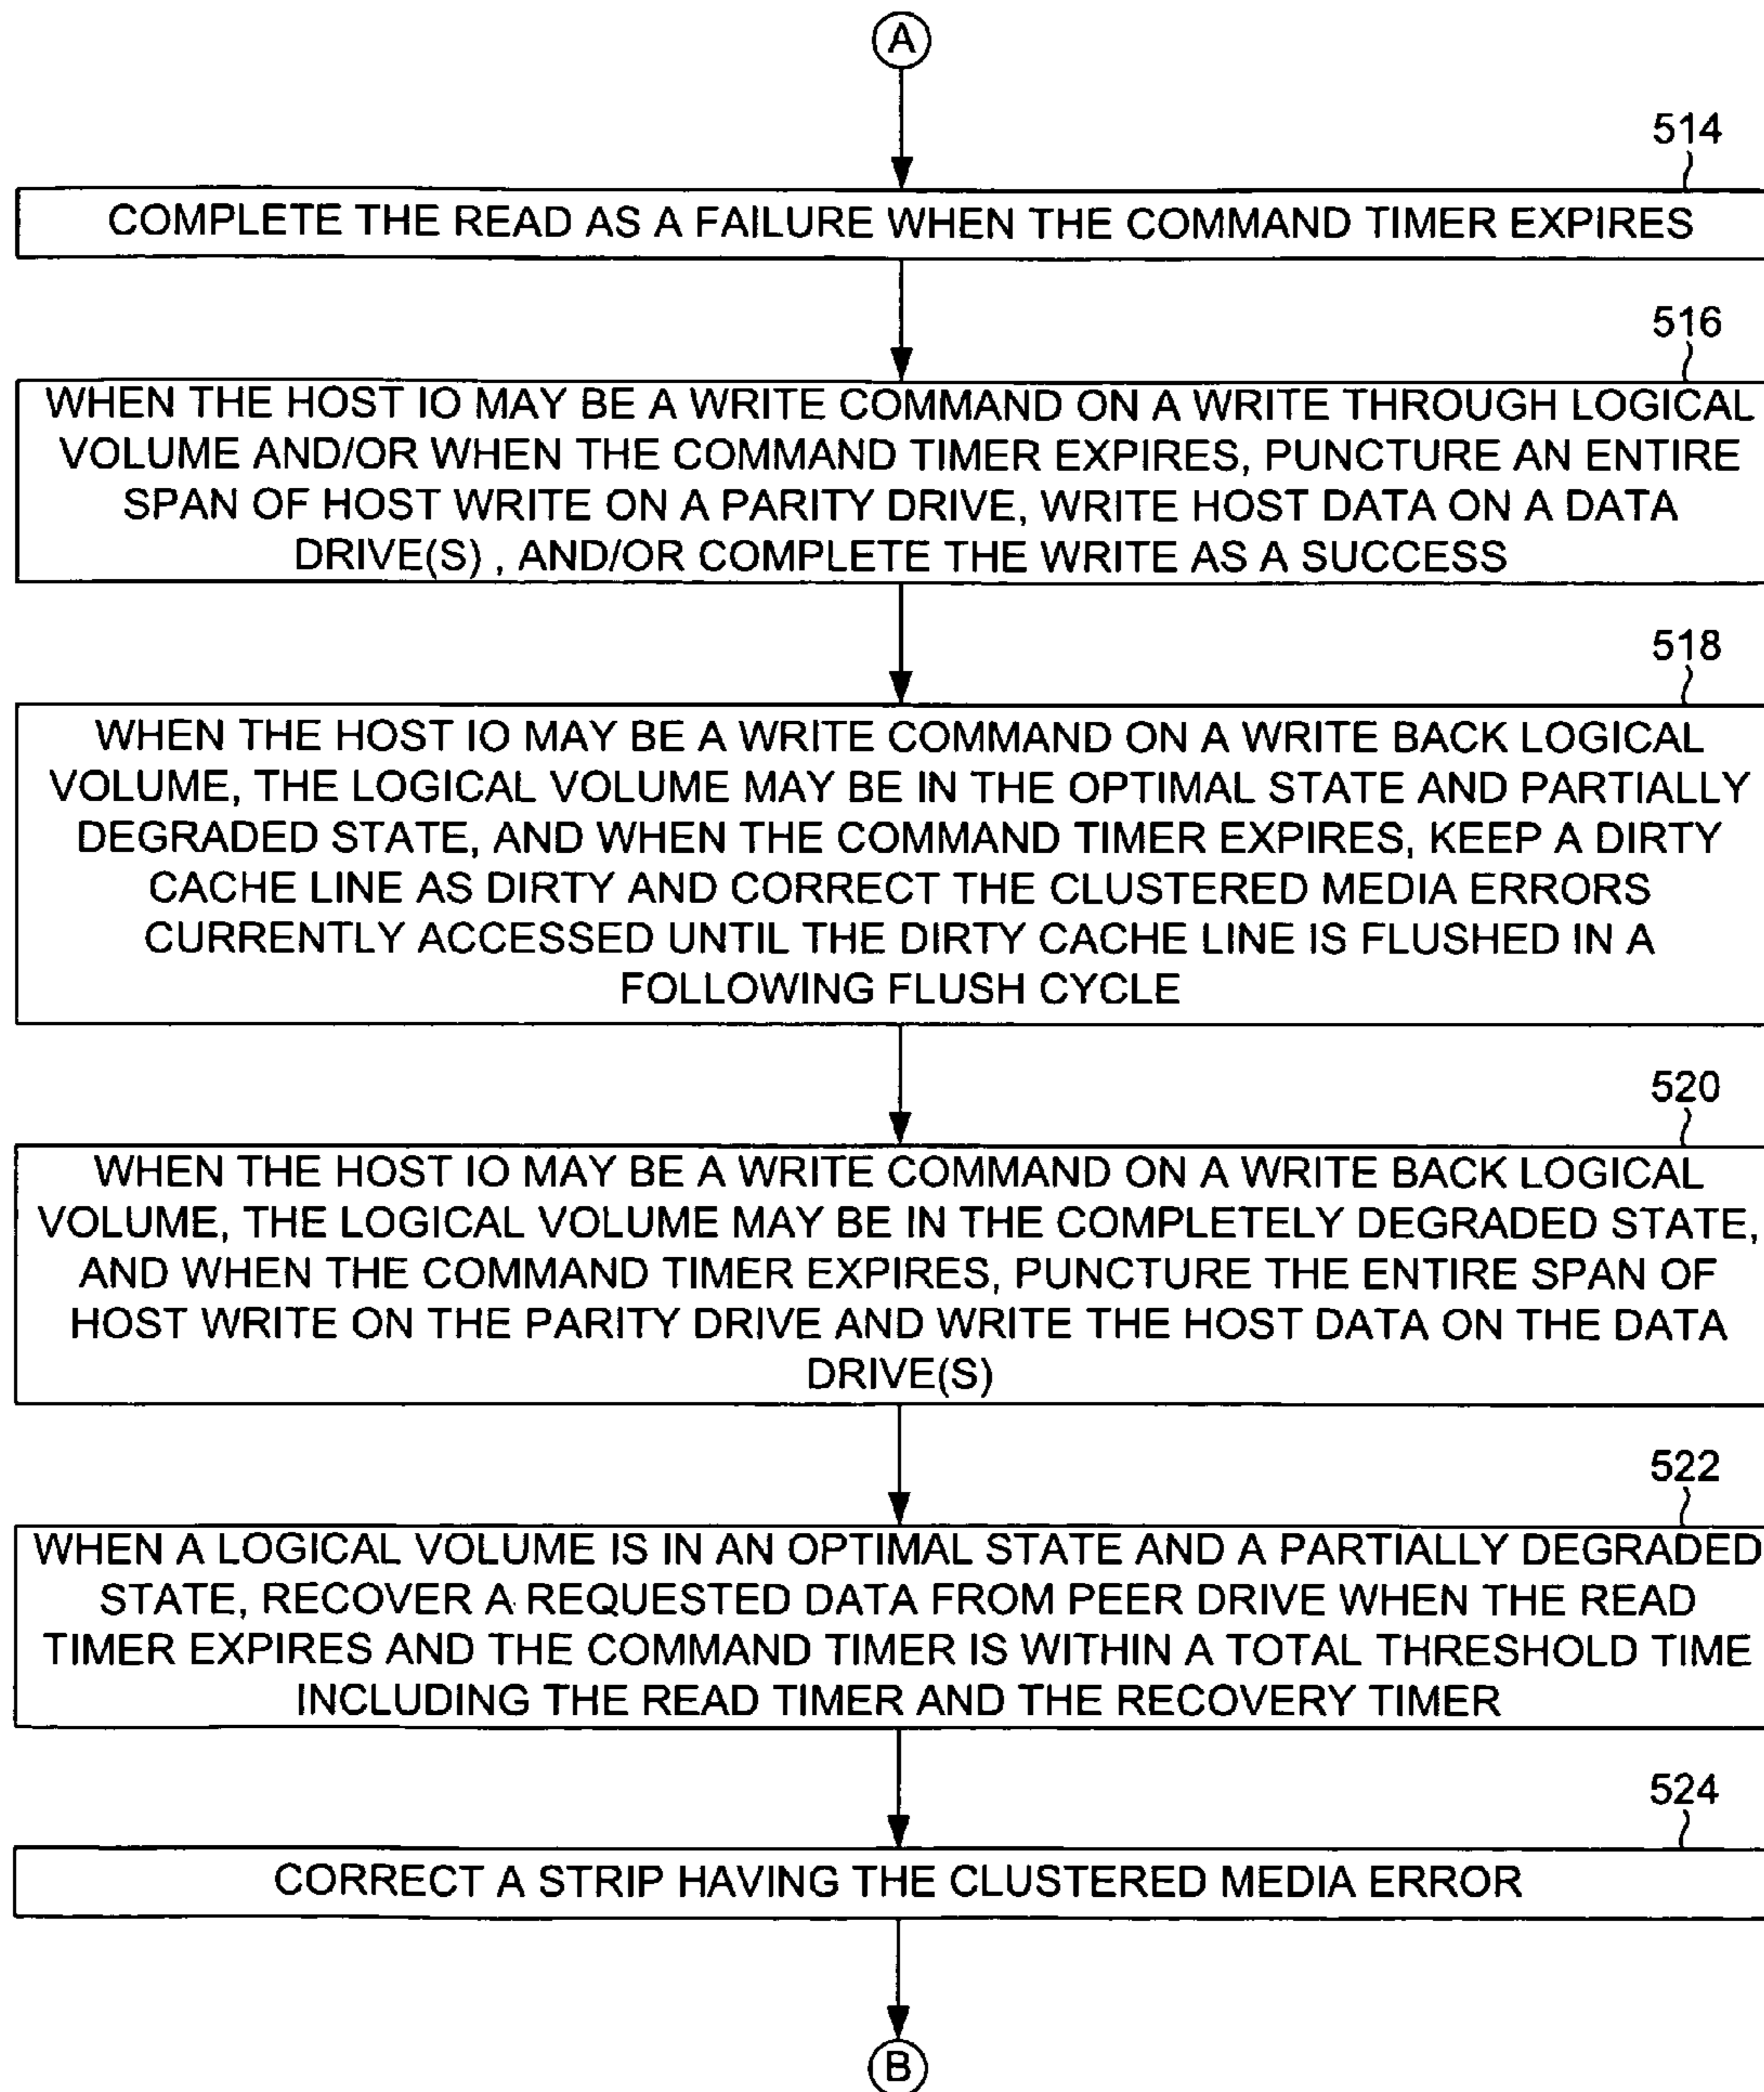 A
514
COMPLETE THE READ AS A FAILURE WHEN THE COMMAND TIMER EXPIRES
516
WHEN THE HOST IO MAY BE A WRITE COMMAND ON A WRITE THROUGH LOGICAL
VOLUME AND/OR WHEN THE COMMAND TIMER EXPIRES, PUNCTURE AN ENTIRE
SPAN OF HOST WRITE ON A PARITY DRIVE, WRITE HOST DATA ON A DATA
DRIVE(S) , AND/OR COMPLETE THE WRITE AS A SUCCESS
518
WHEN THE HOST IO MAY BE A WRITE COMMAND ON A WRITE BACK LOGICAL
VOLUME, THE LOGICAL VOLUME MAY BE IN THE OPTIMAL STATE AND PARTIALLY
DEGRADED STATE, AND WHEN THE COMMAND TIMER EXPIRES, KEEP A DIRTY
CACHE LINE AS DIRTY AND CORRECT THE CLUSTERED MEDIA ERRORS
CURRENTLY ACCESSED UNTIL THE DIRTY CACHE LINE IS FLUSHED IN A
FOLLOWING FLUSH CYCLE
520
WHEN THE HOST IO MAY BE A WRITE COMMAND ON A WRITE BACK LOGICAL
VOLUME, THE LOGICAL VOLUME MAY BE IN THE COMPLETELY DEGRADED STATE,
AND WHEN THE COMMAND TIMER EXPIRES, PUNCTURE THE ENTIRE SPAN OF
HOST WRITE ON THE PARITY DRIVE AND WRITE THE HOST DATA ON THE DATA
DRIVE(S)
522
WHEN A LOGICAL VOLUME IS IN AN OPTIMAL STATE AND A PARTIALLY DEGRADED
STATE, RECOVER A REQUESTED DATA FROM PEER DRIVE WHEN THE READ
TIMER EXPIRES AND THE COMMAND TIMER IS WITHIN A TOTAL THRESHOLD TIME
INCLUDING THE READ TIMER AND THE RECOVERY TIMER
524
CORRECT A STRIP HAVING THE CLUSTERED MEDIA ERROR
B